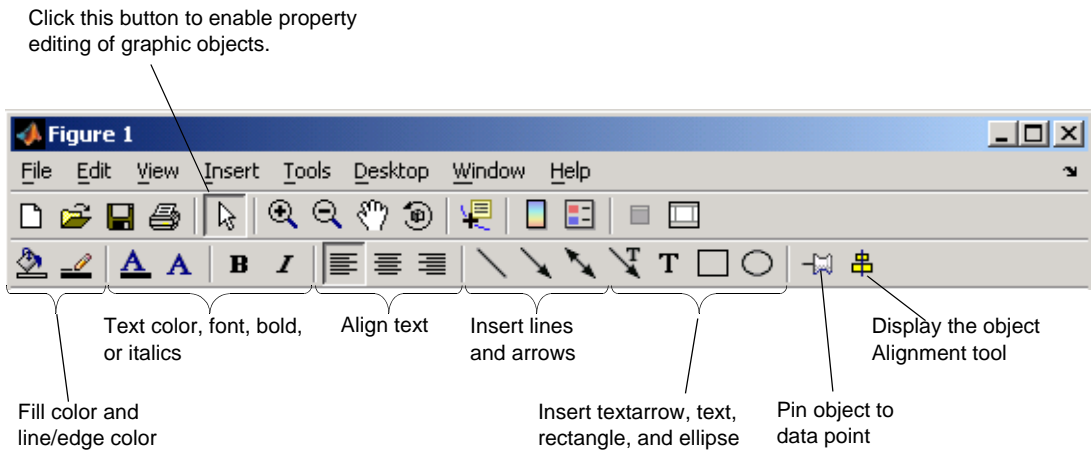 Click this button to enable property
editing of graphic objects.
Figure 1
File Edit View Insert Tools Desktop Window Help
A A B I T T
Text color, font, bold,
or italics
Align text
Insert lines
and arrows
Display the object
Alignment tool
Fill color and
line/edge color
Insert textarrow, text,
rectangle, and ellipse
Pin object to
data point